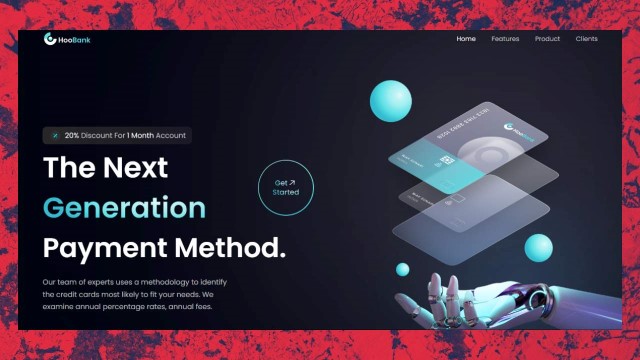 HooBank
Home Features Product Clients
20% Discount For 1 Month Account
The Next
Generation
Payment Method.
Get
Started
Our team of experts uses a methodology to identify
the credit cards most likely to fit your needs. We
examine annual percentage rates, annual fees.
HooBank